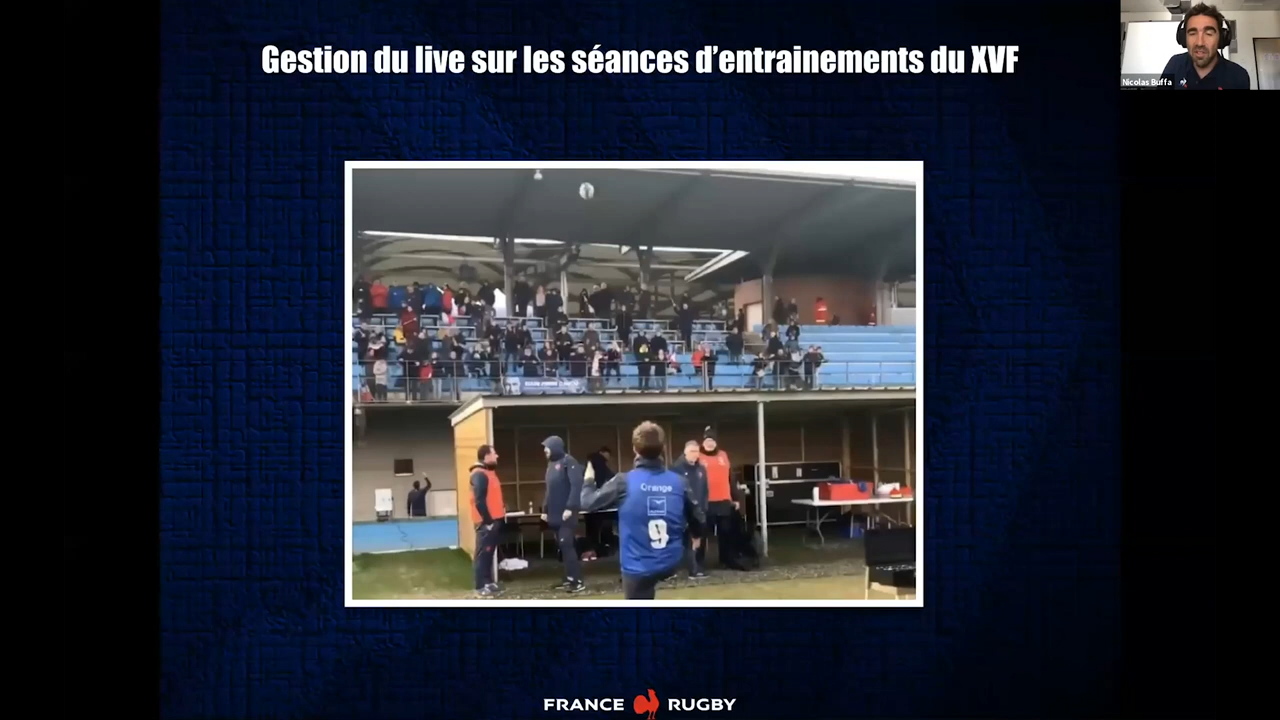 Gestion du live sur les séances d'entrainements du XVF
Nicolas Buffa
Orange
9
FRANCE RUGBY